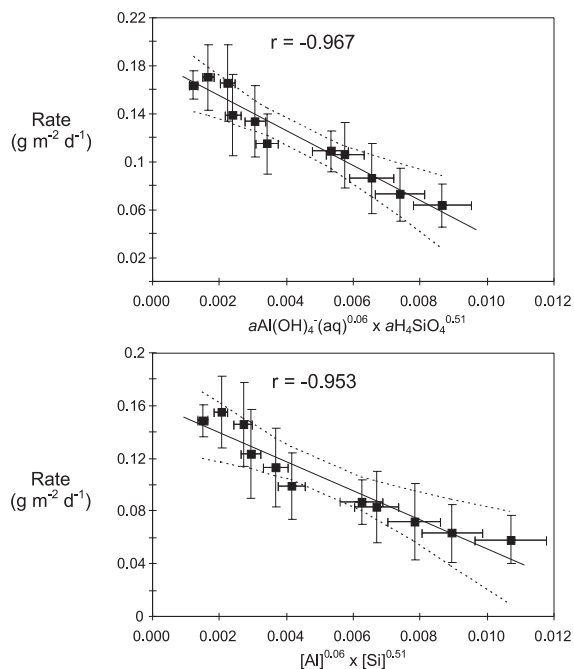 r = -0.967
Rate
(g m⁻² d⁻¹)
0.22
0.18
0.14
0.1
0.06
0.02
0.000 0.002 0.004 0.006 0.008 0.010 0.012
aAl(OH)₄⁻(aq)⁰·⁰⁶ x aH₄SiO₄⁰·⁵¹
r = -0.953
Rate
(g m⁻² d⁻¹)
0.2
0.16
0.12
0.08
0.04
0
0.000 0.002 0.004 0.006 0.008 0.010 0.012
[Al]⁰·⁰⁶ x [Si]⁰·⁵¹